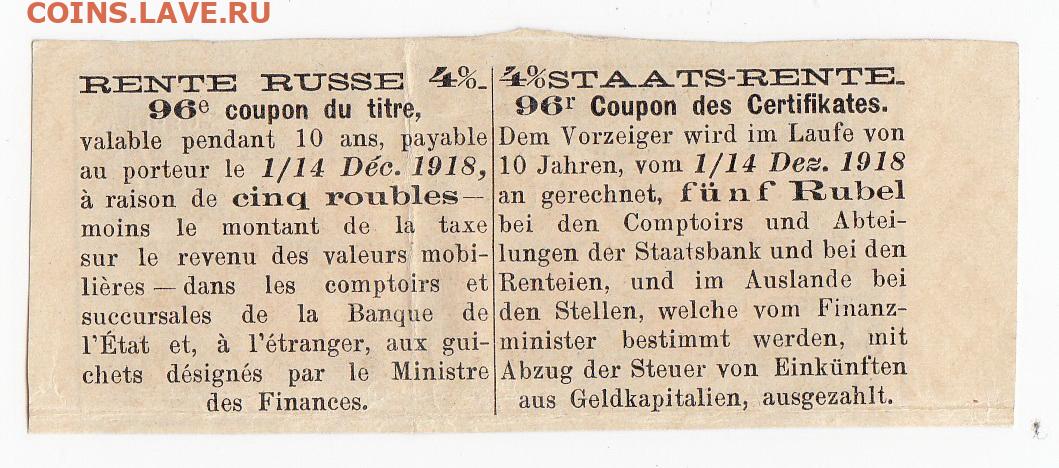 COINS.LAVE.RU
RENTE RUSSE 4%.
96e coupon du titre,
valable pendant 10 ans, payable
au porteur le 1/14 Déc. 1918,
à raison de cinq roubles—
moins le montant de la taxe
sur le revenu des valeurs mobi-
lières — dans les comptoirs et
succursales de la Banque de
l'État et, à l'étranger, aux gui-
chets désignés par le Ministre
des Finances.
4% STAATS-RENTE.
96r Coupon des Certifikates.
Dem Vorzeiger wird im Laufe von
10 Jahren, vom 1/14 Dez. 1918
an gerechnet, fünf Rubel
bei den Comptoirs und Abtei-
lungen der Staatsbank und bei den
Renteien, und im Auslande bei
den Stellen, welche vom Finanz-
minister bestimmt werden, mit
Abzug der Steuer von Einkünften
aus Geldkapitalien, ausgezahlt.